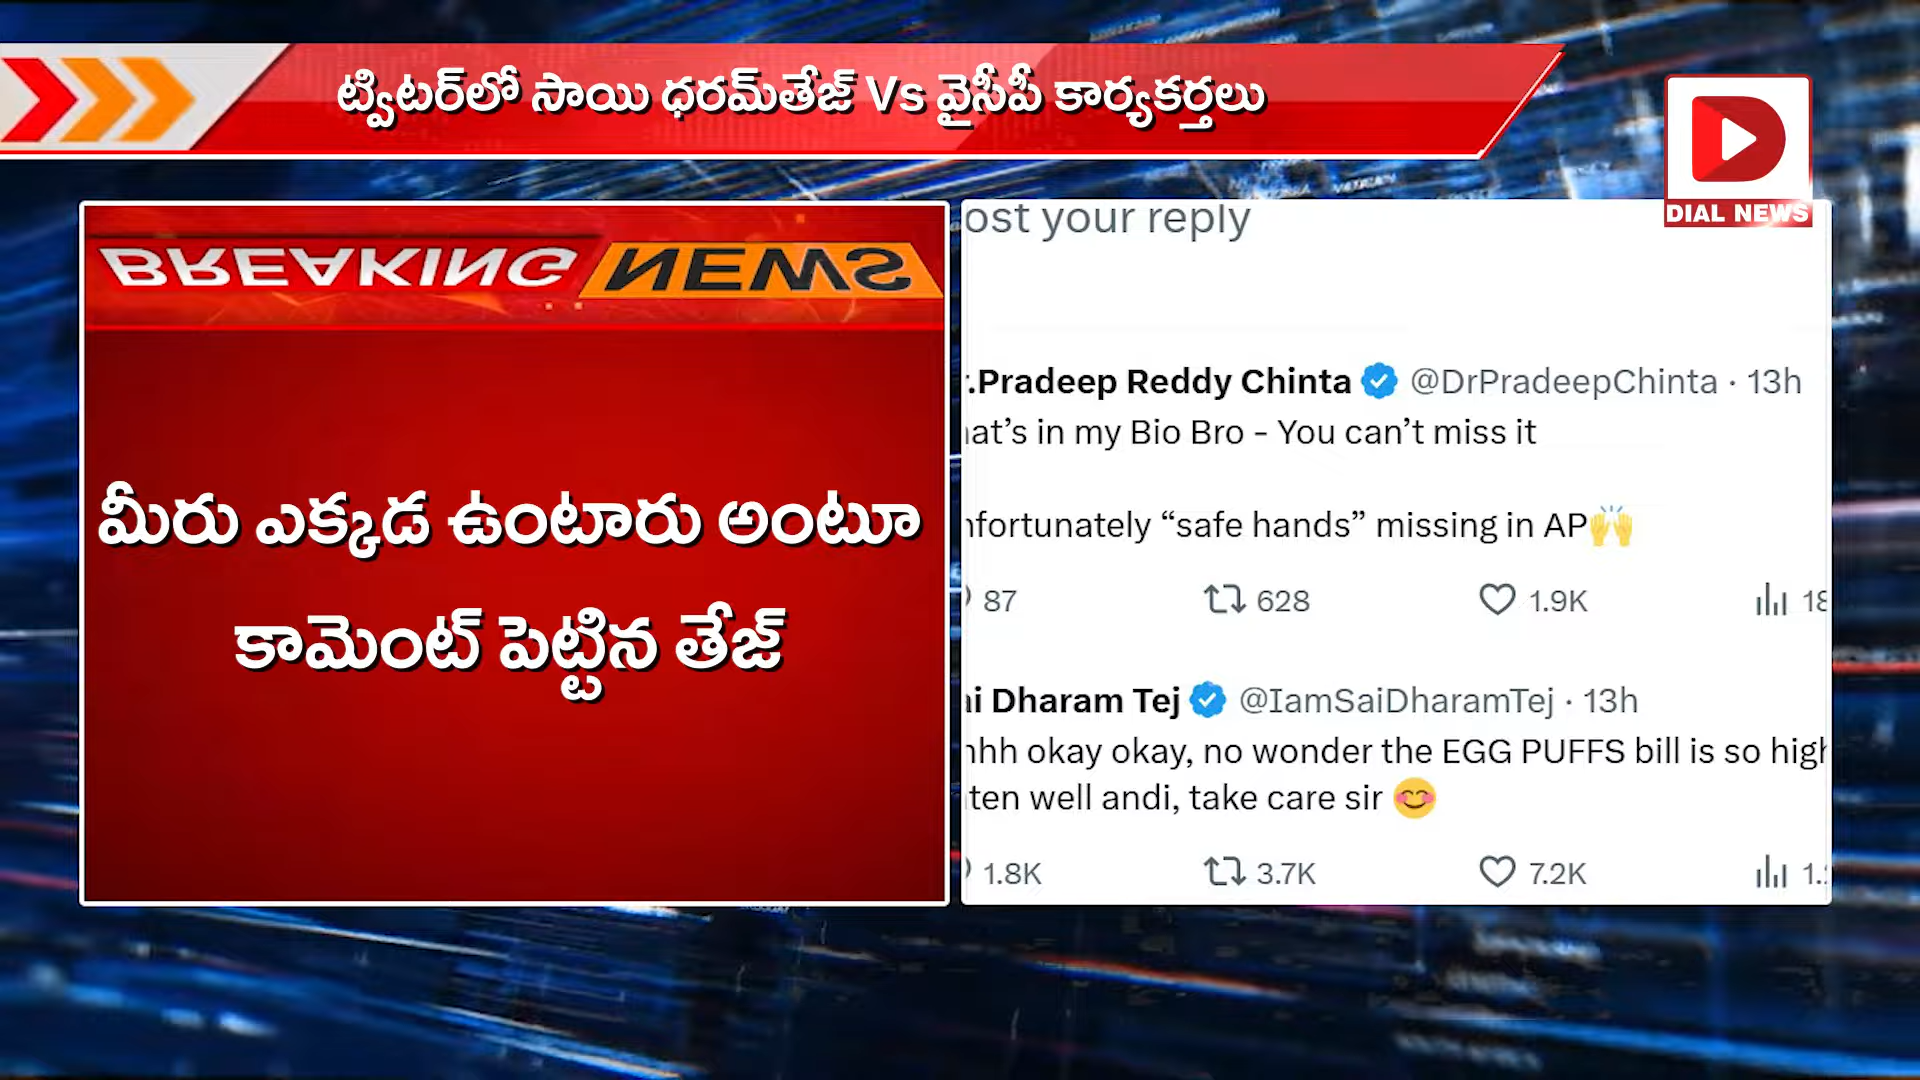 ట్విటర్‌లో సాయి ధరమ్‌తేజ్ Vs వైసీపీ కార్యకర్తలు
DIAL NEWS
BREAKING NEWS
మీరు ఎక్కడ ఉంటారు అంటూ
కామెంట్ పెట్టిన తేజ్
ost your reply
.Pradeep Reddy Chinta @DrPradeepChinta · 13h
at’s in my Bio Bro - You can’t miss it
nfortunately “safe hands” missing in AP🙌
87 628 1.9K 18
i Dharam Tej @IamSaiDharamTej · 13h
hhh okay okay, no wonder the EGG PUFFS bill is so high
ten well andi, take care sir 😊
1.8K 3.7K 7.2K 1.